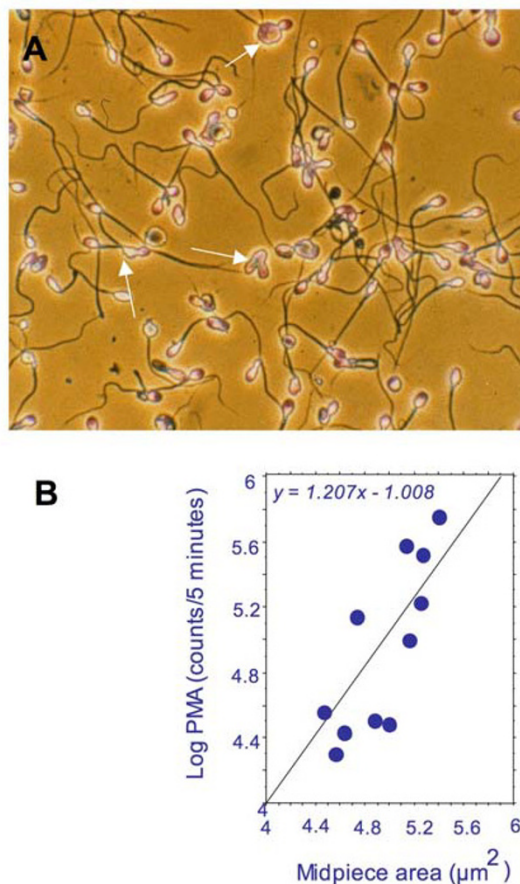 A
B
y = 1.207x - 1.008
Log PMA (counts/5 minutes)
6
5.6
5.2
4.8
4.4
4
4 4.4 4.8 5.2 5.6 6
Midpiece area (µm²)